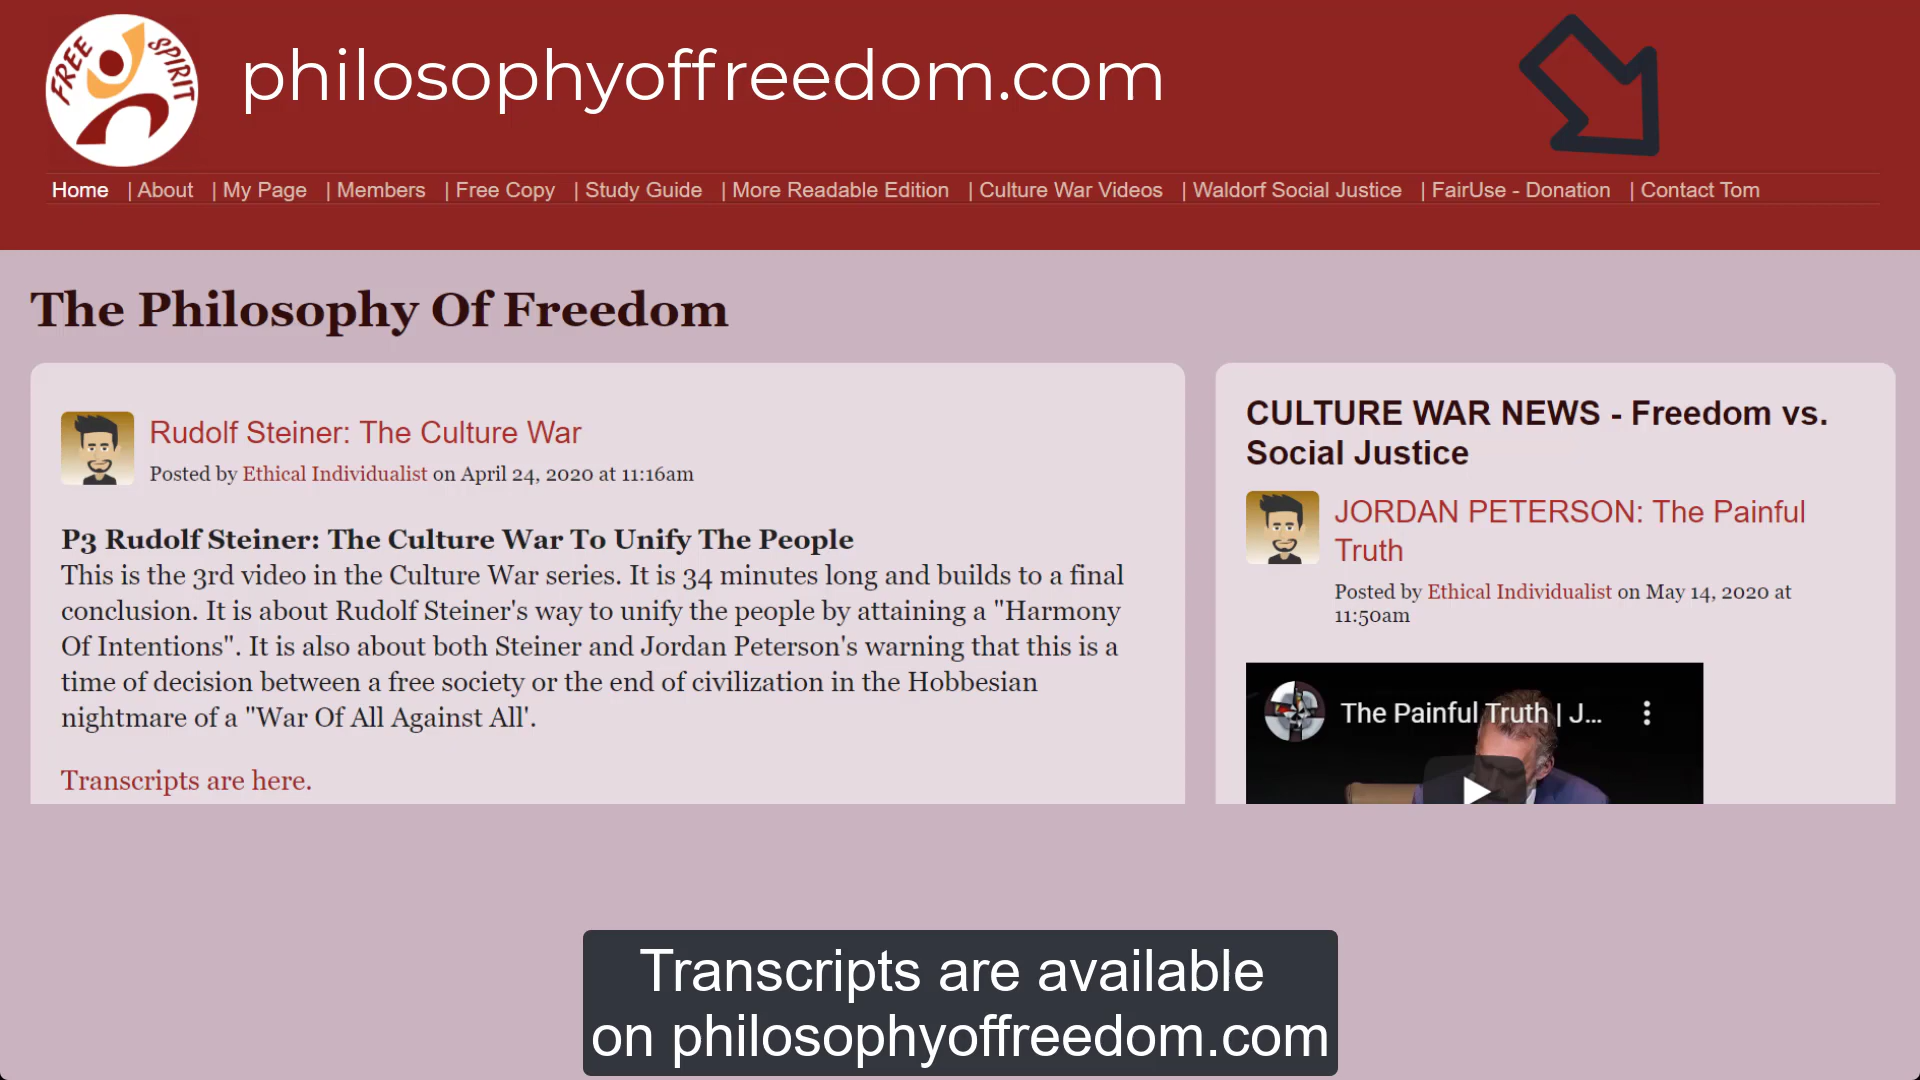 FREE SPIRIT
philosophyoffreedom.com
Home | About | My Page | Members | Free Copy | Study Guide | More Readable Edition | Culture War Videos | Waldorf Social Justice | FairUse - Donation | Contact Tom
The Philosophy Of Freedom
Rudolf Steiner: The Culture War
Posted by Ethical Individualist on April 24, 2020 at 11:16am
P3 Rudolf Steiner: The Culture War To Unify The People
This is the 3rd video in the Culture War series. It is 34 minutes long and builds to a final
conclusion. It is about Rudolf Steiner's way to unify the people by attaining a "Harmony
Of Intentions". It is also about both Steiner and Jordan Peterson's warning that this is a
time of decision between a free society or the end of civilization in the Hobbesian
nightmare of a "War Of All Against All'.
Transcripts are here.
CULTURE WAR NEWS - Freedom vs.
Social Justice
JORDAN PETERSON: The Painful
Truth
Posted by Ethical Individualist on May 14, 2020 at
11:50am
The Painful Truth | J...
Transcripts are available
on philosophyoffreedom.com